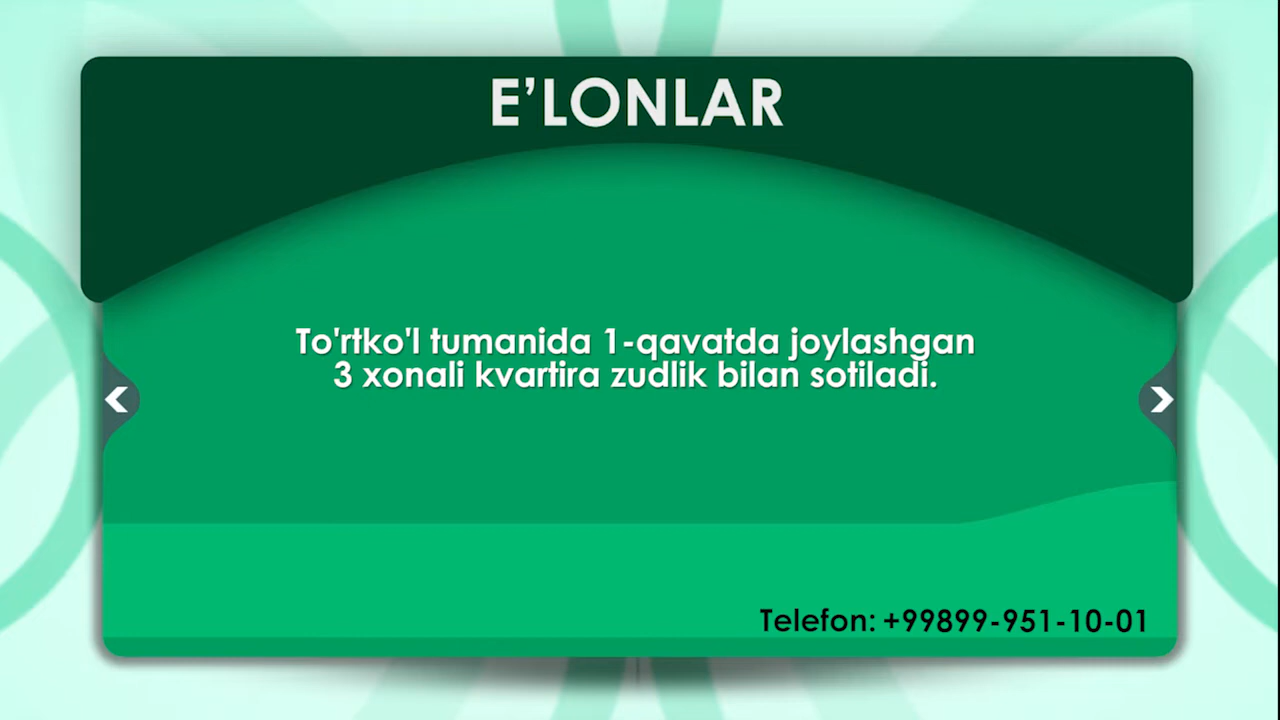 E’LONLAR
To'rtko'l tumanida 1-qavatda joylashgan
3 xonali kvartira zudlik bilan sotiladi.
Telefon: +99899-951-10-01